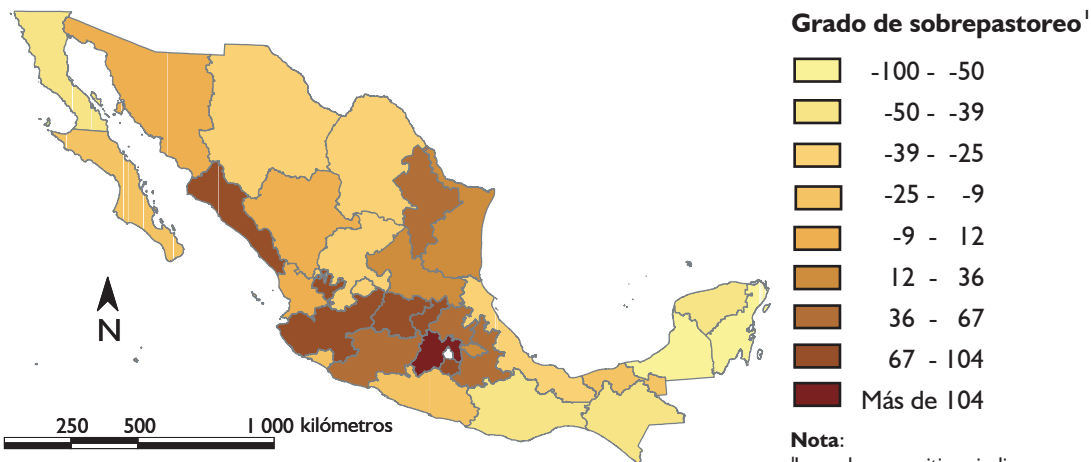 Grado de sobrepastoreo¹
-100 - -50
-50 - -39
-39 - -25
-25 - -9
-9 - 12
12 - 36
36 - 67
67 - 104
Más de 104
N
250 500 1 000 kilómetros
Nota: